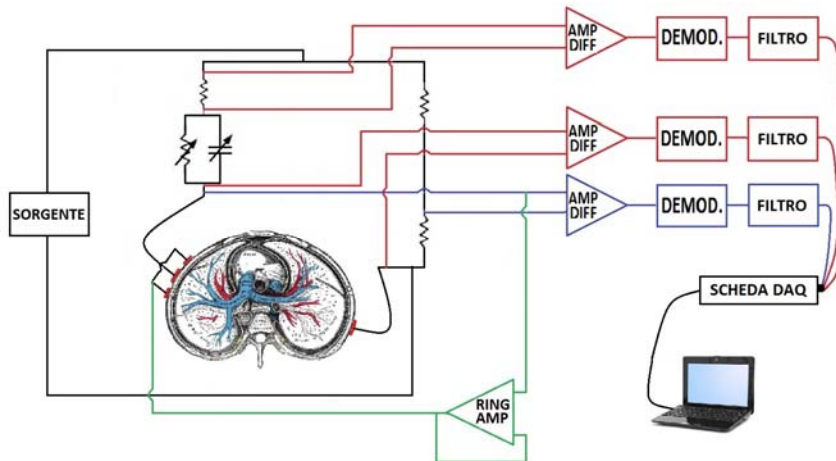 AMP
DIFF
DEMOD.
FILTRO
AMP
DIFF
DEMOD.
FILTRO
AMP
DIFF
DEMOD.
FILTRO
SORGENTE
SCHEDA DAQ
RING
AMP